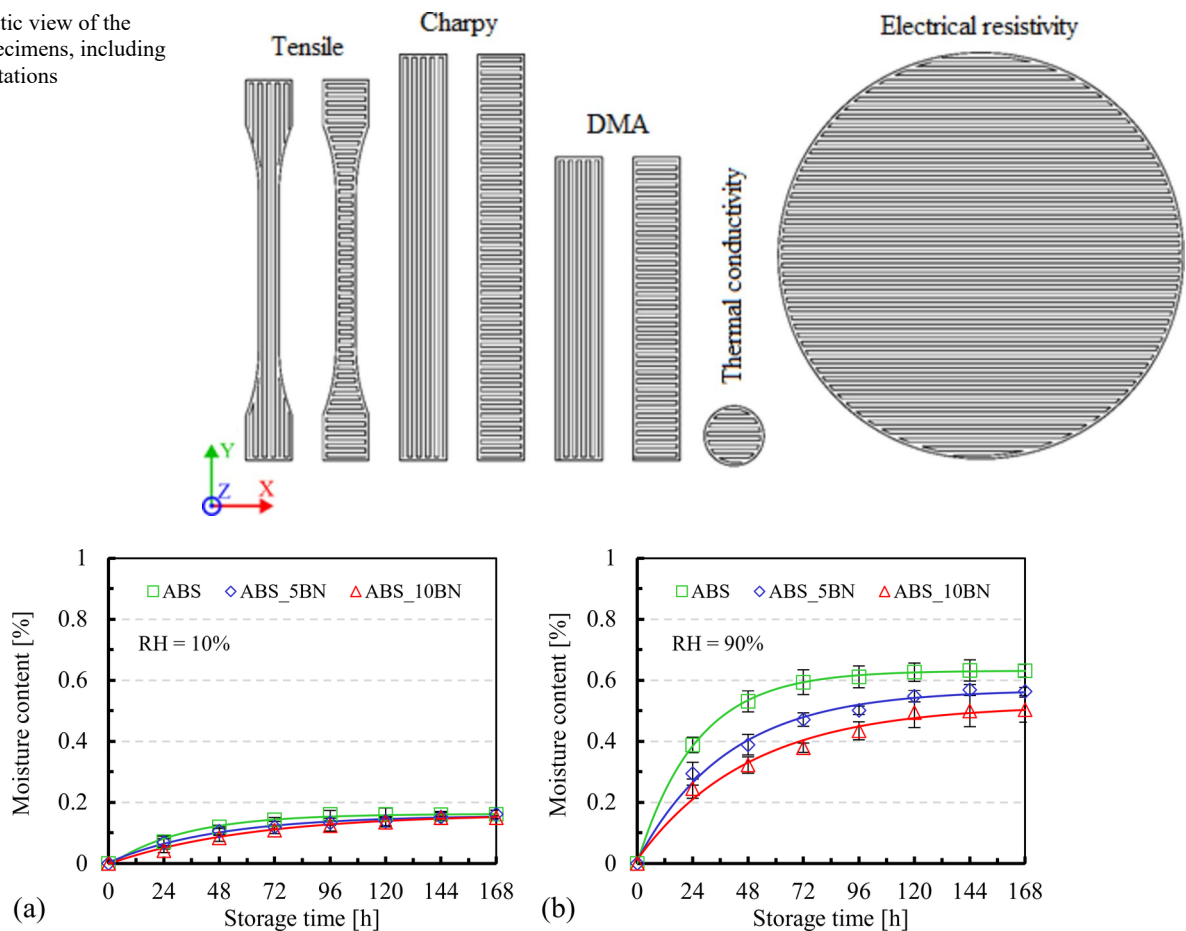 tic view of the
ecimens, including
tations
Tensile
Charpy
DMA
Thermal conductivity
Electrical resistivity
Y
Z
X
1
0.8
0.6
0.4
0.2
0
Moisture content [%]
ABS ABS_5BN ABS_10BN
RH = 10%
0 24 48 72 96 120 144 168
Storage time [h]
(a)
1
0.8
0.6
0.4
0.2
0
Moisture content [%]
ABS ABS_5BN ABS_10BN
RH = 90%
0 24 48 72 96 120 144 168
Storage time [h]
(b)